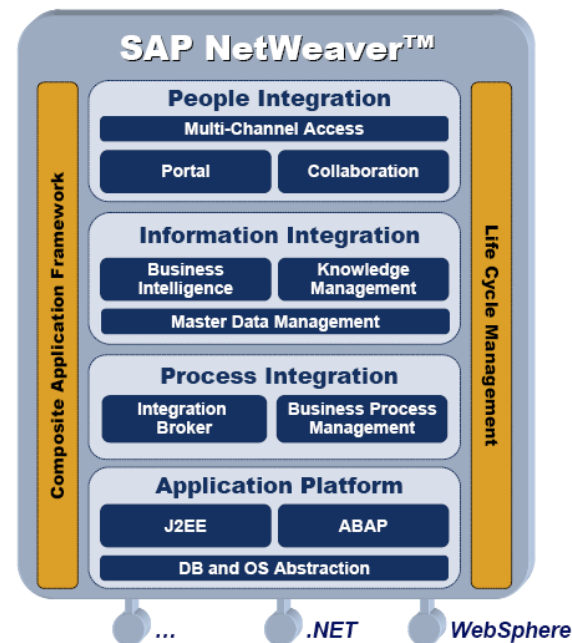 SAP NetWeaver™
Composite Application Framework
People Integration
Multi-Channel Access
Portal
Collaboration
Information Integration
Business
Intelligence
Knowledge
Management
Master Data Management
Process Integration
Integration
Broker
Business Process
Management
Application Platform
J2EE
ABAP
DB and OS Abstraction
Life Cycle Management
...
.NET
WebSphere